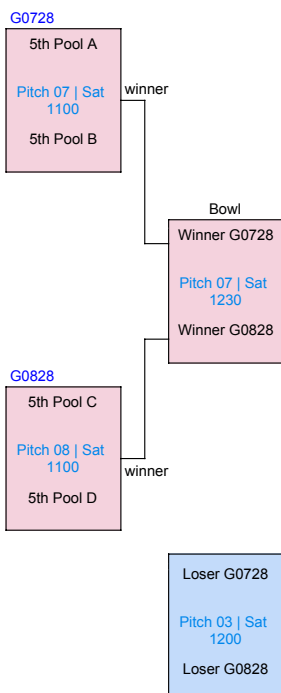 G0728
5th Pool A
Pitch 07 | Sat
1100
5th Pool B
winner
Bowl
Winner G0728
Pitch 07 | Sat
1230
Winner G0828
G0828
5th Pool C
Pitch 08 | Sat
1100
5th Pool D
winner
Loser G0728
Pitch 03 | Sat
1200
Loser G0828